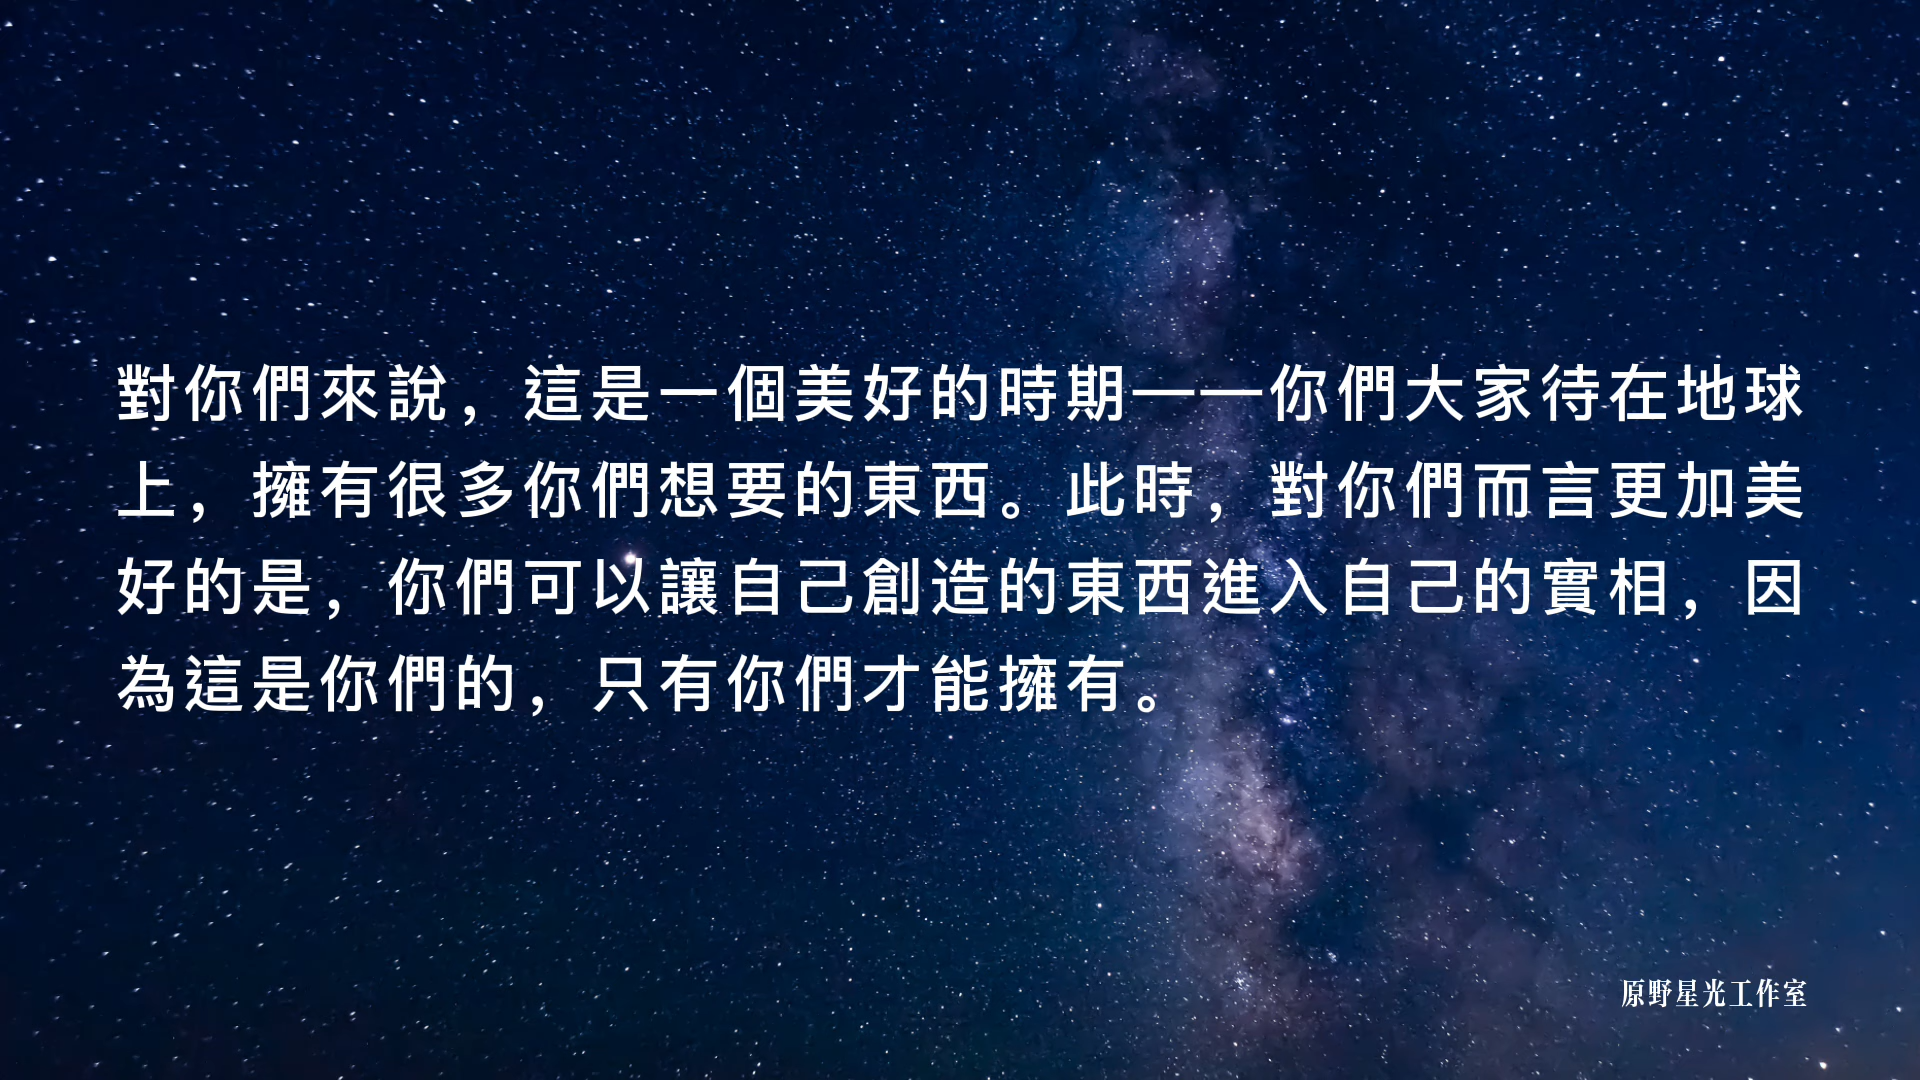 對你們來說，這是一個美好的時期——你們大家待在地球
上，擁有很多你們想要的東西。此時，對你們而言更加美
好的是，你們可以讓自己創造的東西進入自己的實相，因
為這是你們的，只有你們才能擁有。
原野星光工作室